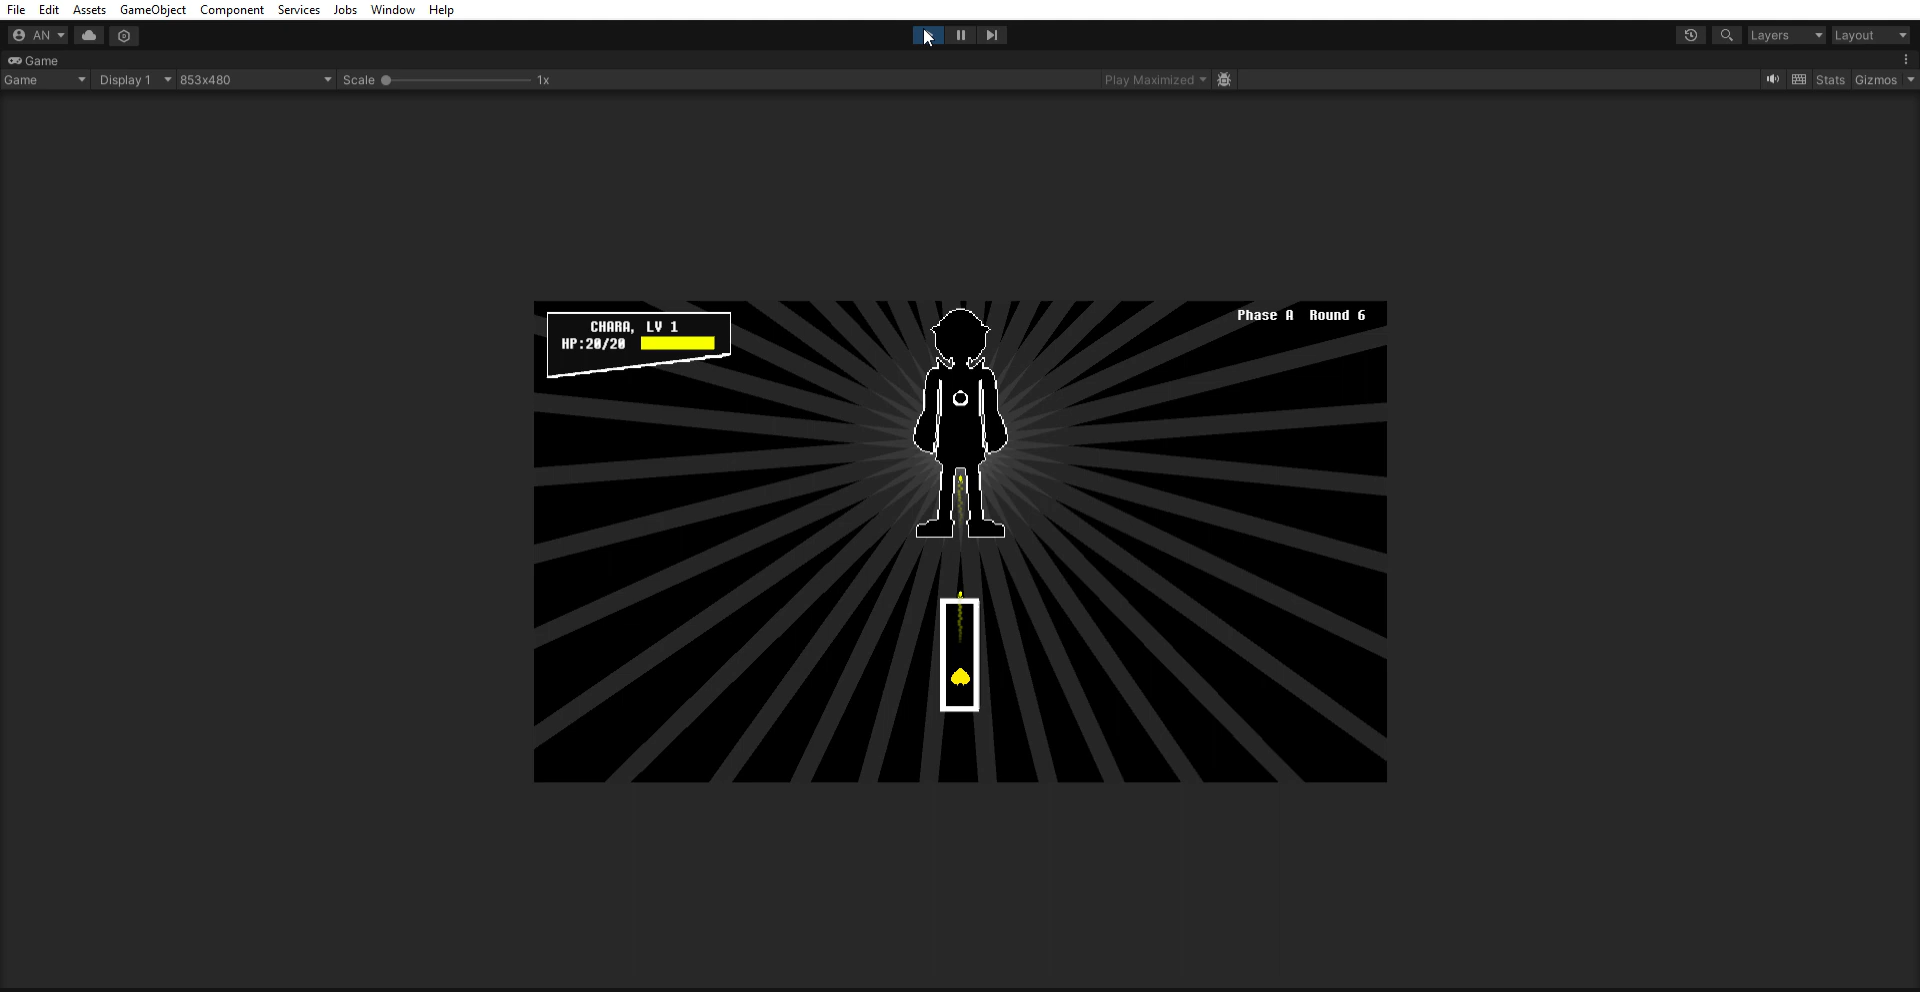 File Edit Assets GameObject Component Services Jobs Window Help
AN Layers Layout
Game
Game Display 1 853x480 Scale 1x Play Maximized Stats Gizmos
CHARA, LV 1
HP:20/20
Phase A Round 6